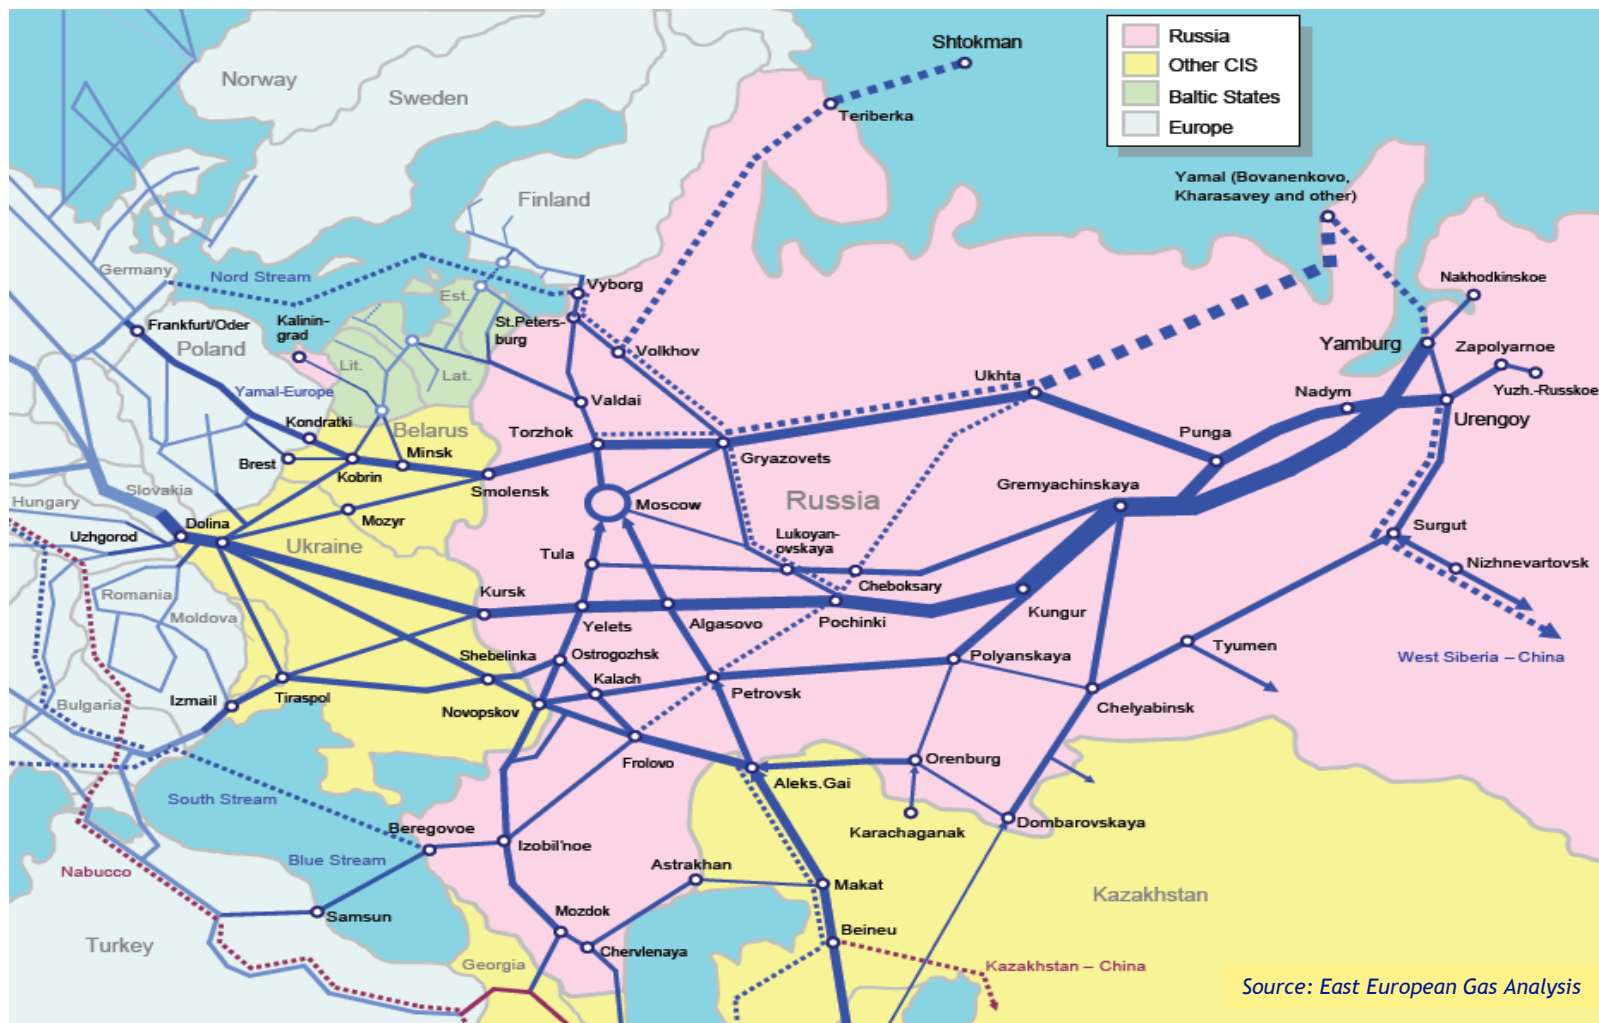 Shtokman
Russia
Other CIS
Baltic States
Europe
Norway
Sweden
Teriberka
Finland
Yamal (Bovanenkovo,
Kharasavey and other)
Germany
Nord Stream
Nakhodkinskoe
Vyborg
Est.
Kalinin-
grad
Frankfurt/Oder
St.Peters-
burg
Poland
Volkhov
Yamburg
Zapolyarnoe
Lit.
Lat.
Ukhta
Nadym
Yuzh.-Russkoe
Yamal-Europe
Valdai
Kondratki
Belarus
Torzhok
Punga
Urengoy
Brest
Minsk
Gryazovets
Kobrin
Smolensk
Gremyachinskaya
Slovakia
Hungary
Russia
Moscow
Dolina
Mozyr
Surgut
Uzhgorod
Ukraine
Lukoyan-
ovskaya
Tula
Nizhnevartovsk
Cheboksary
Romania
Kursk
Moldova
Yelets
Algasovo
Pochinki
Kungur
Tyumen
Shebelinka
Ostrogozhsk
Polyanskaya
West Siberia – China
Kalach
Petrovsk
Izmail
Tiraspol
Bulgaria
Novopskov
Chelyabinsk
Frolovo
Orenburg
Aleks.Gai
South Stream
Beregovoe
Karachaganak
Dombarovskaya
Izobil'noe
Blue Stream
Astrakhan
Nabucco
Makat
Kazakhstan
Samsun
Mozdok
Beineu
Turkey
Chervlenaya
Georgia
Kazakhstan – China
Source: East European Gas Analysis